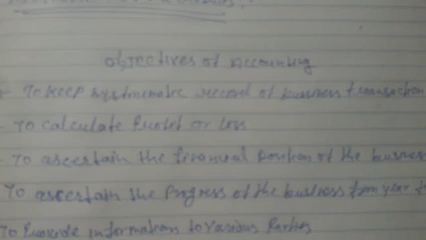 objectives of Accounting
- To keep systinematic record of business transaction
- To calculate Profit or loss
- To ascertain the financial position of the business
To ascertain the Progress of the business from year t
To Provide information to various Parties